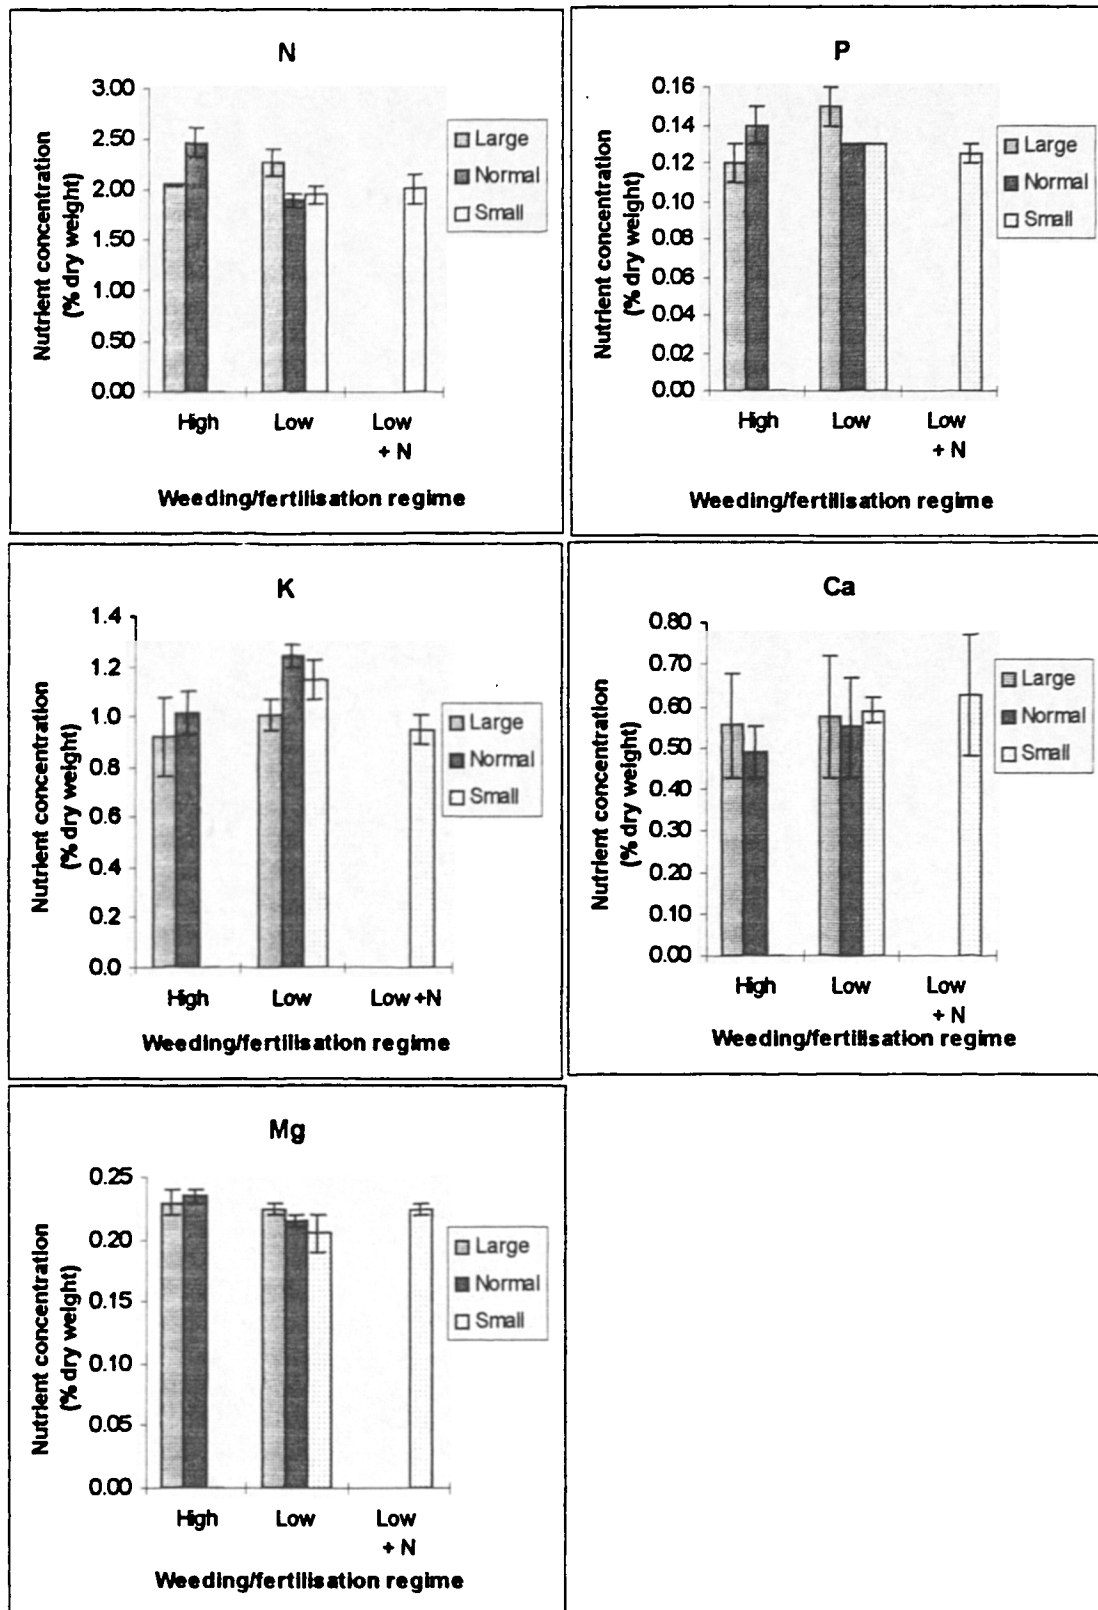 N
3.00
2.50
2.00
1.50
1.00
0.50
0.00
Nutrient concentration
(% dry weight)
High
Low
Low
+ N
Weeding/fertilisation regime
Large
Normal
Small
P
0.16
0.14
0.12
0.10
0.08
0.06
0.04
0.02
0.00
Nutrient concentration
(% dry weight)
High
Low
Low
+ N
Weeding/fertilisation regime
Large
Normal
Small
K
1.4
1.2
1.0
0.8
0.6
0.4
0.2
0.0
Nutrient concentration
(% dry weight)
High
Low
Low +N
Weeding/fertilisation regime
Large
Normal
Small
Ca
0.80
0.70
0.60
0.50
0.40
0.30
0.20
0.10
0.00
Nutrient concentration
(% dry weight)
High
Low
Low
+ N
Weeding/fertilisation regime
Large
Normal
Small
Mg
0.25
0.20
0.15
0.10
0.05
0.00
Nutrient concentration
(% dry weight)
High
Low
Low
+ N
Weeding/fertilisation regime
Large
Normal
Small